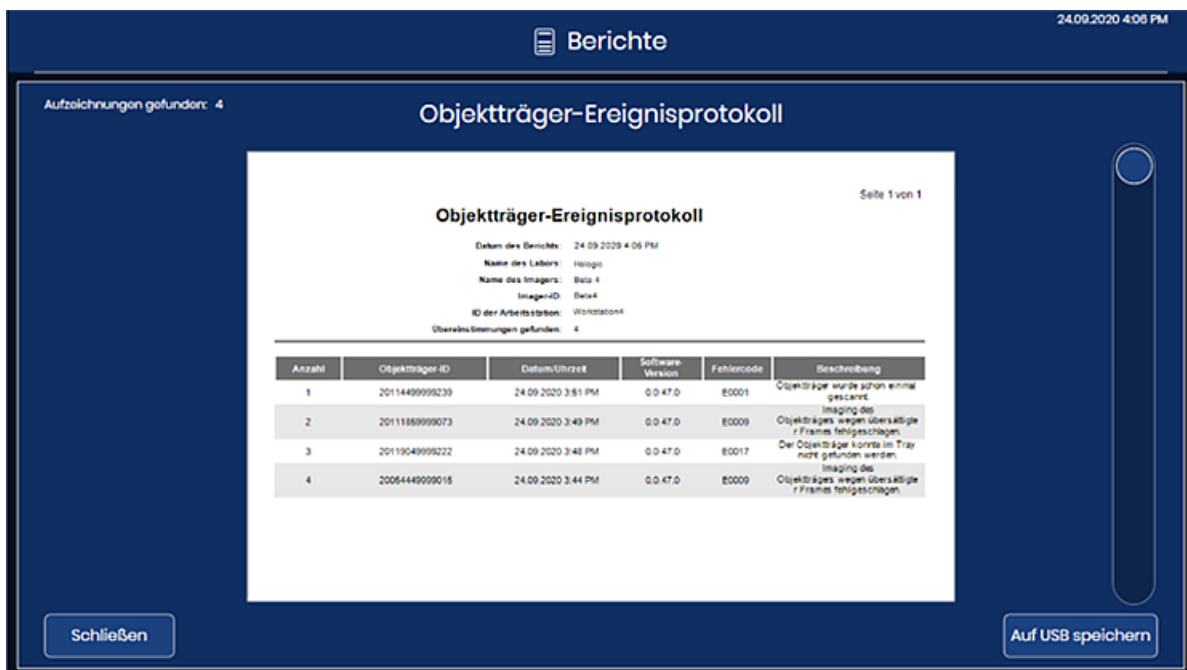 24.09.2020 4:06 PM
Berichte
Aufzeichnungen gefunden: 4
Objektträger-Ereignisprotokoll
Seite 1 von 1
Objektträger-Ereignisprotokoll
Datum des Berichts: 24.09.2020 4:06 PM
Name des Labors: Hologic
Name des Imagers: Beta 4
Imager-ID: Beta4
ID der Arbeitsstation: Workstation4
Übereinstimmungen gefunden: 4
Anzahl Objektträger-ID Datum/Uhrzeit Software-Version Fehlercode Beschreibung
1 20114499999239 24.09.2020 3:51 PM 0.0.47.0 E0001 Objektträger wurde schon einmal
gescannt.
2 20111869999073 24.09.2020 3:49 PM 0.0.47.0 E0009 Imaging des
Objektträgers wegen übersättigte
r Frames fehlgeschlagen.
3 20119049999222 24.09.2020 3:48 PM 0.0.47.0 E0017 Der Objektträger konnte im Tray
nicht gefunden werden.
4 20064449999016 24.09.2020 3:44 PM 0.0.47.0 E0009 Imaging des
Objektträgers wegen übersättigte
r Frames fehlgeschlagen.
Schließen
Auf USB speichern